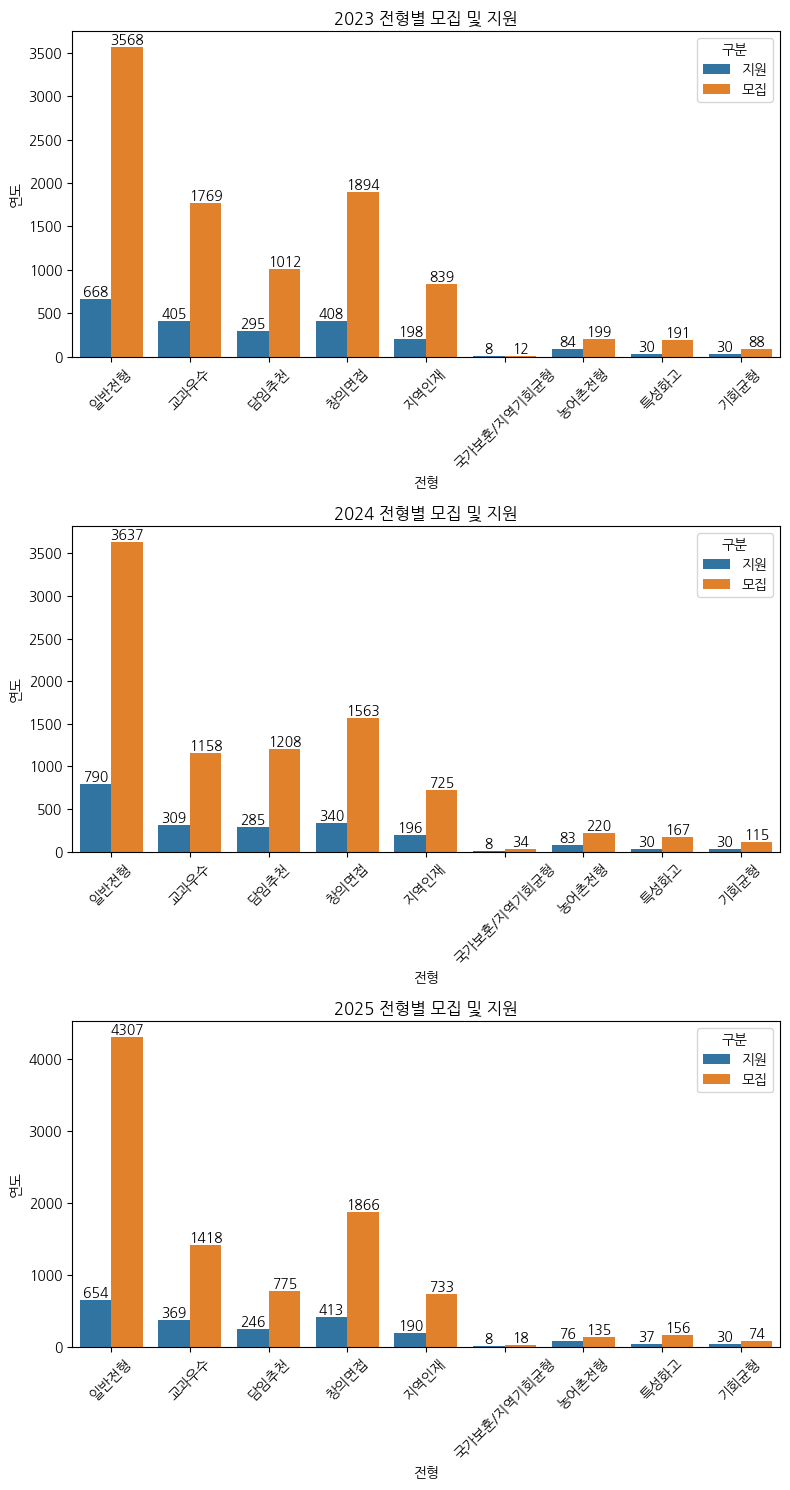 2023 전형별 모집 및 지원
구분
지원
모집
연도
3500
3000
2500
2000
1500
1000
500
0
668
3568
405
1769
295
1012
408
1894
198
839
8
12
84
199
30
191
30
88
일반전형
교과우수
담임추천
창의면접
지역인재
국가보훈/지역기회균형
농어촌전형
특성화고
기회균형
전형
2024 전형별 모집 및 지원
구분
지원
모집
연도
3500
3000
2500
2000
1500
1000
500
0
790
3637
309
1158
285
1208
340
1563
196
725
8
34
83
220
30
167
30
115
일반전형
교과우수
담임추천
창의면접
지역인재
국가보훈/지역기회균형
농어촌전형
특성화고
기회균형
전형
2025 전형별 모집 및 지원
구분
지원
모집
연도
4000
3000
2000
1000
0
654
4307
369
1418
246
775
413
1866
190
733
8
18
76
135
37
156
30
74
일반전형
교과우수
담임추천
창의면접
지역인재
국가보훈/지역기회균형
농어촌전형
특성화고
기회균형
전형